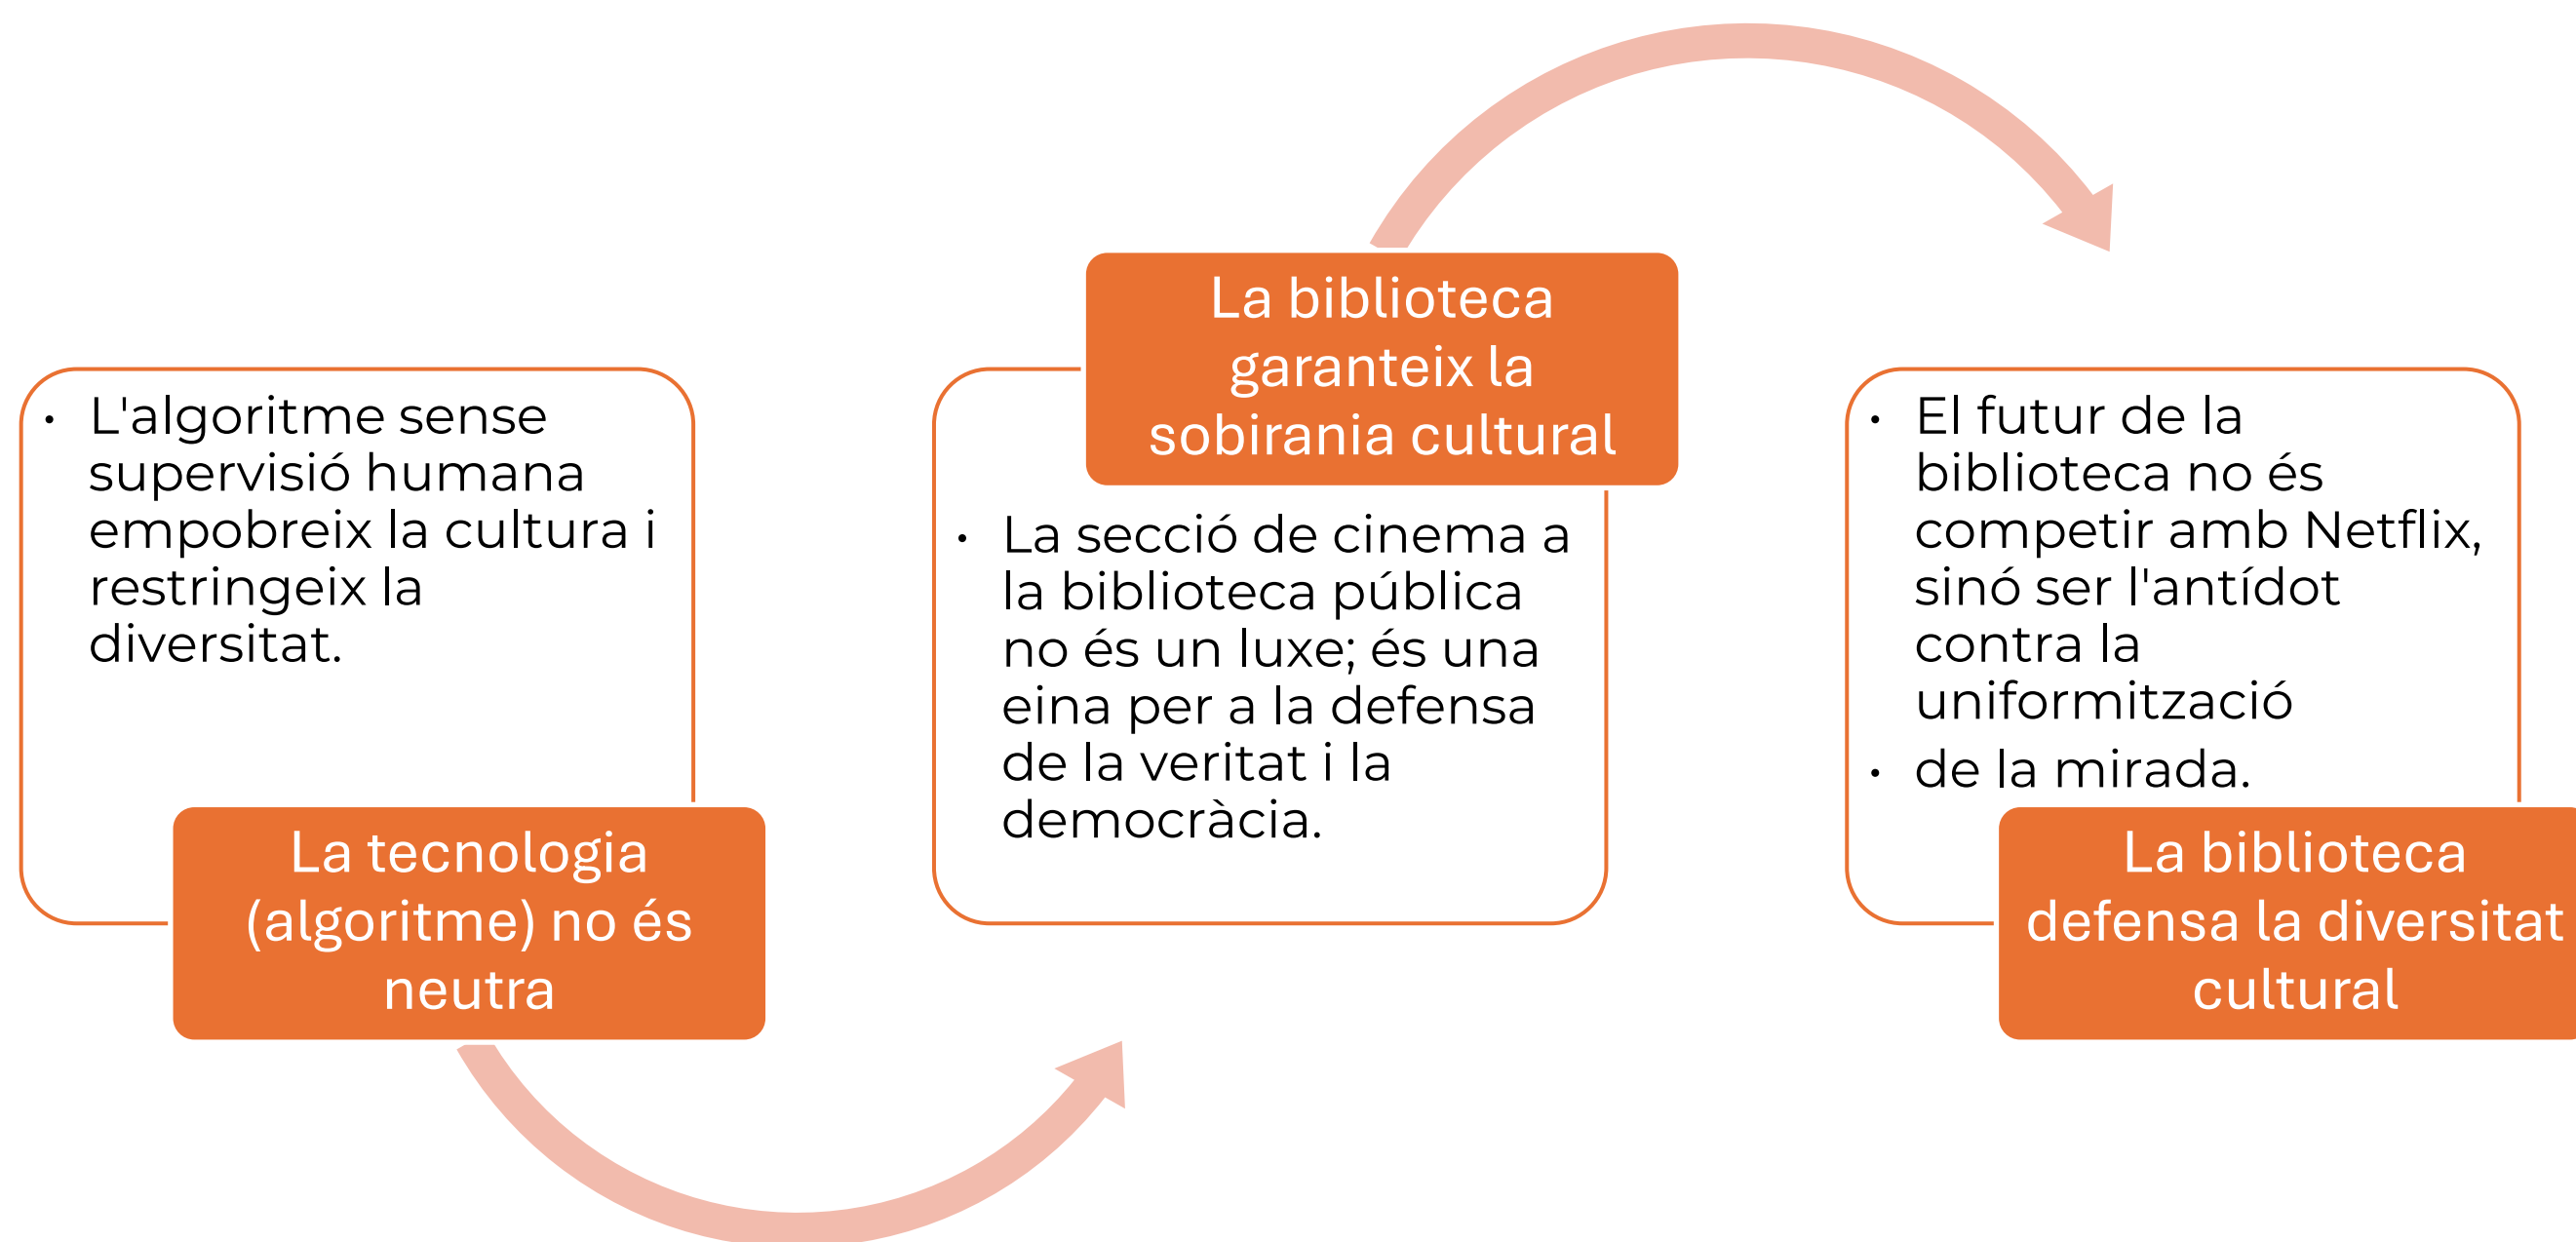 · L'algoritme sense
supervisió humana
empobreix la cultura i
restringeix la
diversitat.
La tecnologia
(algoritme) no és
neutra
La biblioteca
garanteix la
sobirania cultural
· La secció de cinema a
la biblioteca pública
no és un luxe; és una
eina per a la defensa
de la veritat i la
democràcia.
· El futur de la
biblioteca no és
competir amb Netflix,
sinó ser l'antídot
contra la
uniformització
· de la mirada.
La biblioteca
defensa la diversitat
cultural